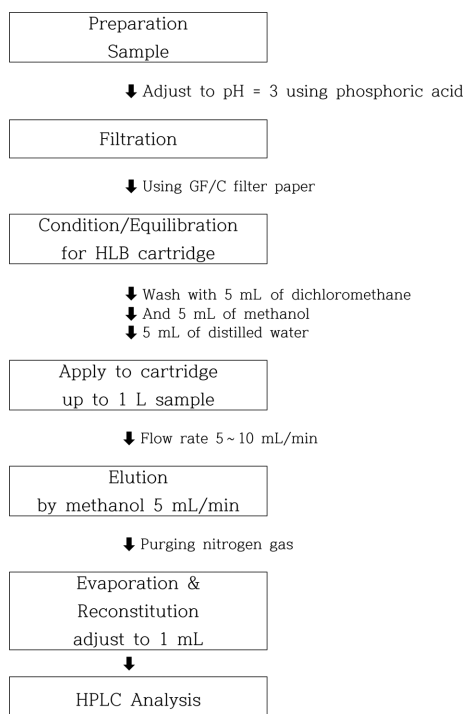 Preparation
Sample
Adjust to pH = 3 using phosphoric acid
Filtration
Using GF/C filter paper
Condition/Equilibration
for HLB cartridge
Wash with 5 mL of dichloromethane
And 5 mL of methanol
5 mL of distilled water
Apply to cartridge
up to 1 L sample
Flow rate 5~10 mL/min
Elution
by methanol 5 mL/min
Purging nitrogen gas
Evaporation &
Reconstitution
adjust to 1 mL
HPLC Analysis